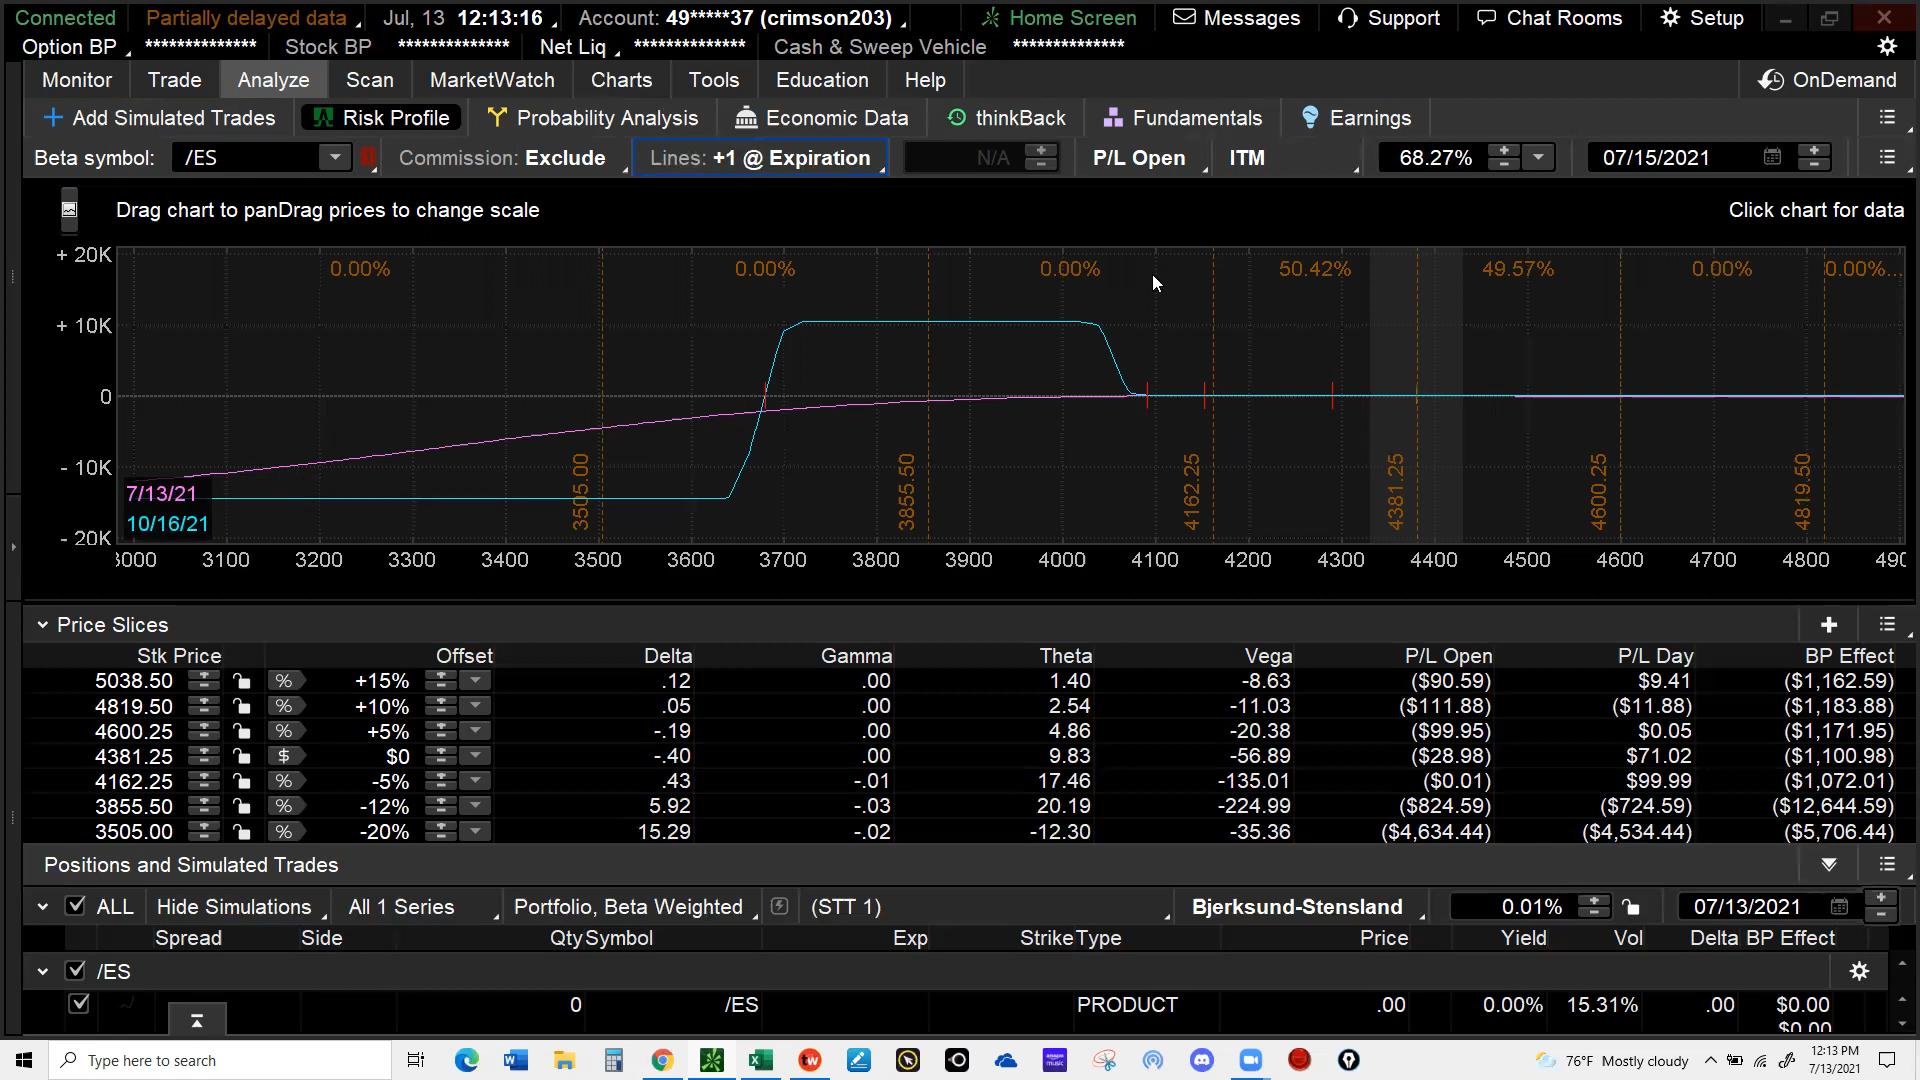 Connected Partially delayed data Jul, 13 12:13:16 Account: 49*****37 (crimson203) Home Screen Messages Support Chat Rooms Setup
Option BP ************** Stock BP ************** Net Liq ************** Cash & Sweep Vehicle **************
Monitor Trade Analyze Scan MarketWatch Charts Tools Education Help OnDemand
Add Simulated Trades Risk Profile Probability Analysis Economic Data thinkBack Fundamentals Earnings
Beta symbol: /ES Commission: Exclude Lines: +1 @ Expiration N/A P/L Open ITM 68.27% 07/15/2021
Drag chart to panDrag prices to change scale Click chart for data
+ 20K
0.00% 0.00% 0.00% 50.42% 49.57% 0.00% 0.00%...
+ 10K
0
- 10K
- 20K
3505.00 3855.50 4162.25 4381.25 4600.25 4819.50
7/13/21
10/16/21
3100 3200 3300 3400 3500 3600 3700 3800 3900 4000 4100 4200 4300 4400 4500 4600 4700 4800
Price Slices
Stk Price Offset Delta Gamma Theta Vega P/L Open P/L Day BP Effect
5038.50 % +15% .12 .00 1.40 -8.63 ($90.59) $9.41 ($1,162.59)
4819.50 % +10% .05 .00 2.54 -11.03 ($111.88) ($11.88) ($1,183.88)
4600.25 % +5% -.19 .00 4.86 -20.38 ($99.95) $0.05 ($1,171.95)
4381.25 $ $0 -.40 .00 9.83 -56.89 ($28.98) $71.02 ($1,100.98)
4162.25 % -5% .43 -.01 17.46 -135.01 ($0.01) $99.99 ($1,072.01)
3855.50 % -12% 5.92 -.03 20.19 -224.99 ($824.59) ($724.59) ($12,644.59)
3505.00 % -20% 15.29 -.02 -12.30 -35.36 ($4,634.44) ($4,534.44) ($5,706.44)
Positions and Simulated Trades
ALL Hide Simulations All 1 Series Portfolio, Beta Weighted (STT 1) Bjerksund-Stensland 0.01% 07/13/2021
Spread Side Qty Symbol Exp Strike Type Price Yield Vol Delta BP Effect
/ES
0 /ES PRODUCT .00 0.00% 15.31% .00 $0.00
$0.00
Type here to search 76°F Mostly cloudy 12:13 PM
7/13/2021